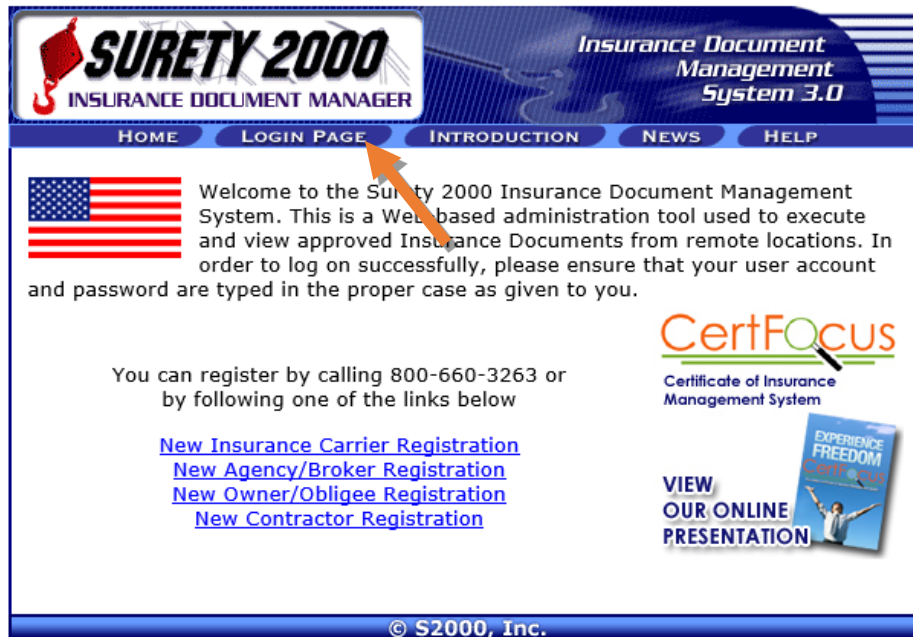 SURETY 2000
INSURANCE DOCUMENT MANAGER
Insurance Document
Management
System 3.0
HOME LOGIN PAGE INTRODUCTION NEWS HELP
Welcome to the Surety 2000 Insurance Document Management
System. This is a Web-based administration tool used to execute
and view approved Insurance Documents from remote locations. In
order to log on successfully, please ensure that your user account
and password are typed in the proper case as given to you.
CertFocus
Certificate of Insurance
Management System
You can register by calling 800-660-3263 or
by following one of the links below
New Insurance Carrier Registration
New Agency/Broker Registration
New Owner/Obligee Registration
New Contractor Registration
EXPERIENCE
FREEDOM
CertFocus
VIEW
OUR ONLINE
PRESENTATION
© S2000, Inc.